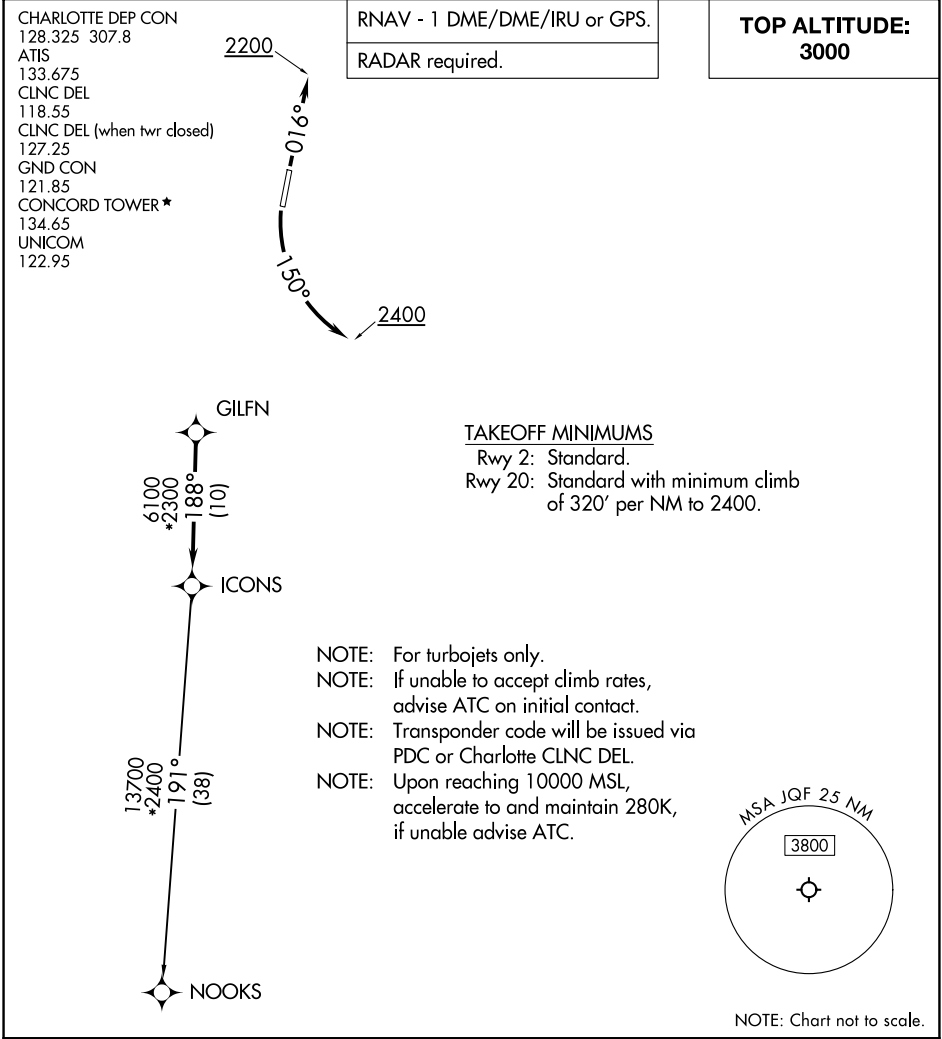 CHARLOTTE DEP CON
128.325 307.8
ATIS
133.675
CLNC DEL
118.55
CLNC DEL (when twr closed)
127.25
GND CON
121.85
CONCORD TOWER★
134.65
UNICOM
122.95
RNAV - 1 DME/DME/IRU or GPS.
RADAR required.
TOP ALTITUDE:
3000
2200
016°
150°
2400
GILFN
6100
*2300
188°
(10)
ICONS
TAKEOFF MINIMUMS
Rwy 2: Standard.
Rwy 20: Standard with minimum climb
of 320' per NM to 2400.
NOTE: For turbojets only.
NOTE: If unable to accept climb rates,
advise ATC on initial contact.
NOTE: Transponder code will be issued via
PDC or Charlotte CLNC DEL.
NOTE: Upon reaching 10000 MSL,
accelerate to and maintain 280K,
if unable advise ATC.
13700
*2400
191°
(38)
NOOKS
MSA JQF 25 NM
3800
NOTE: Chart not to scale.